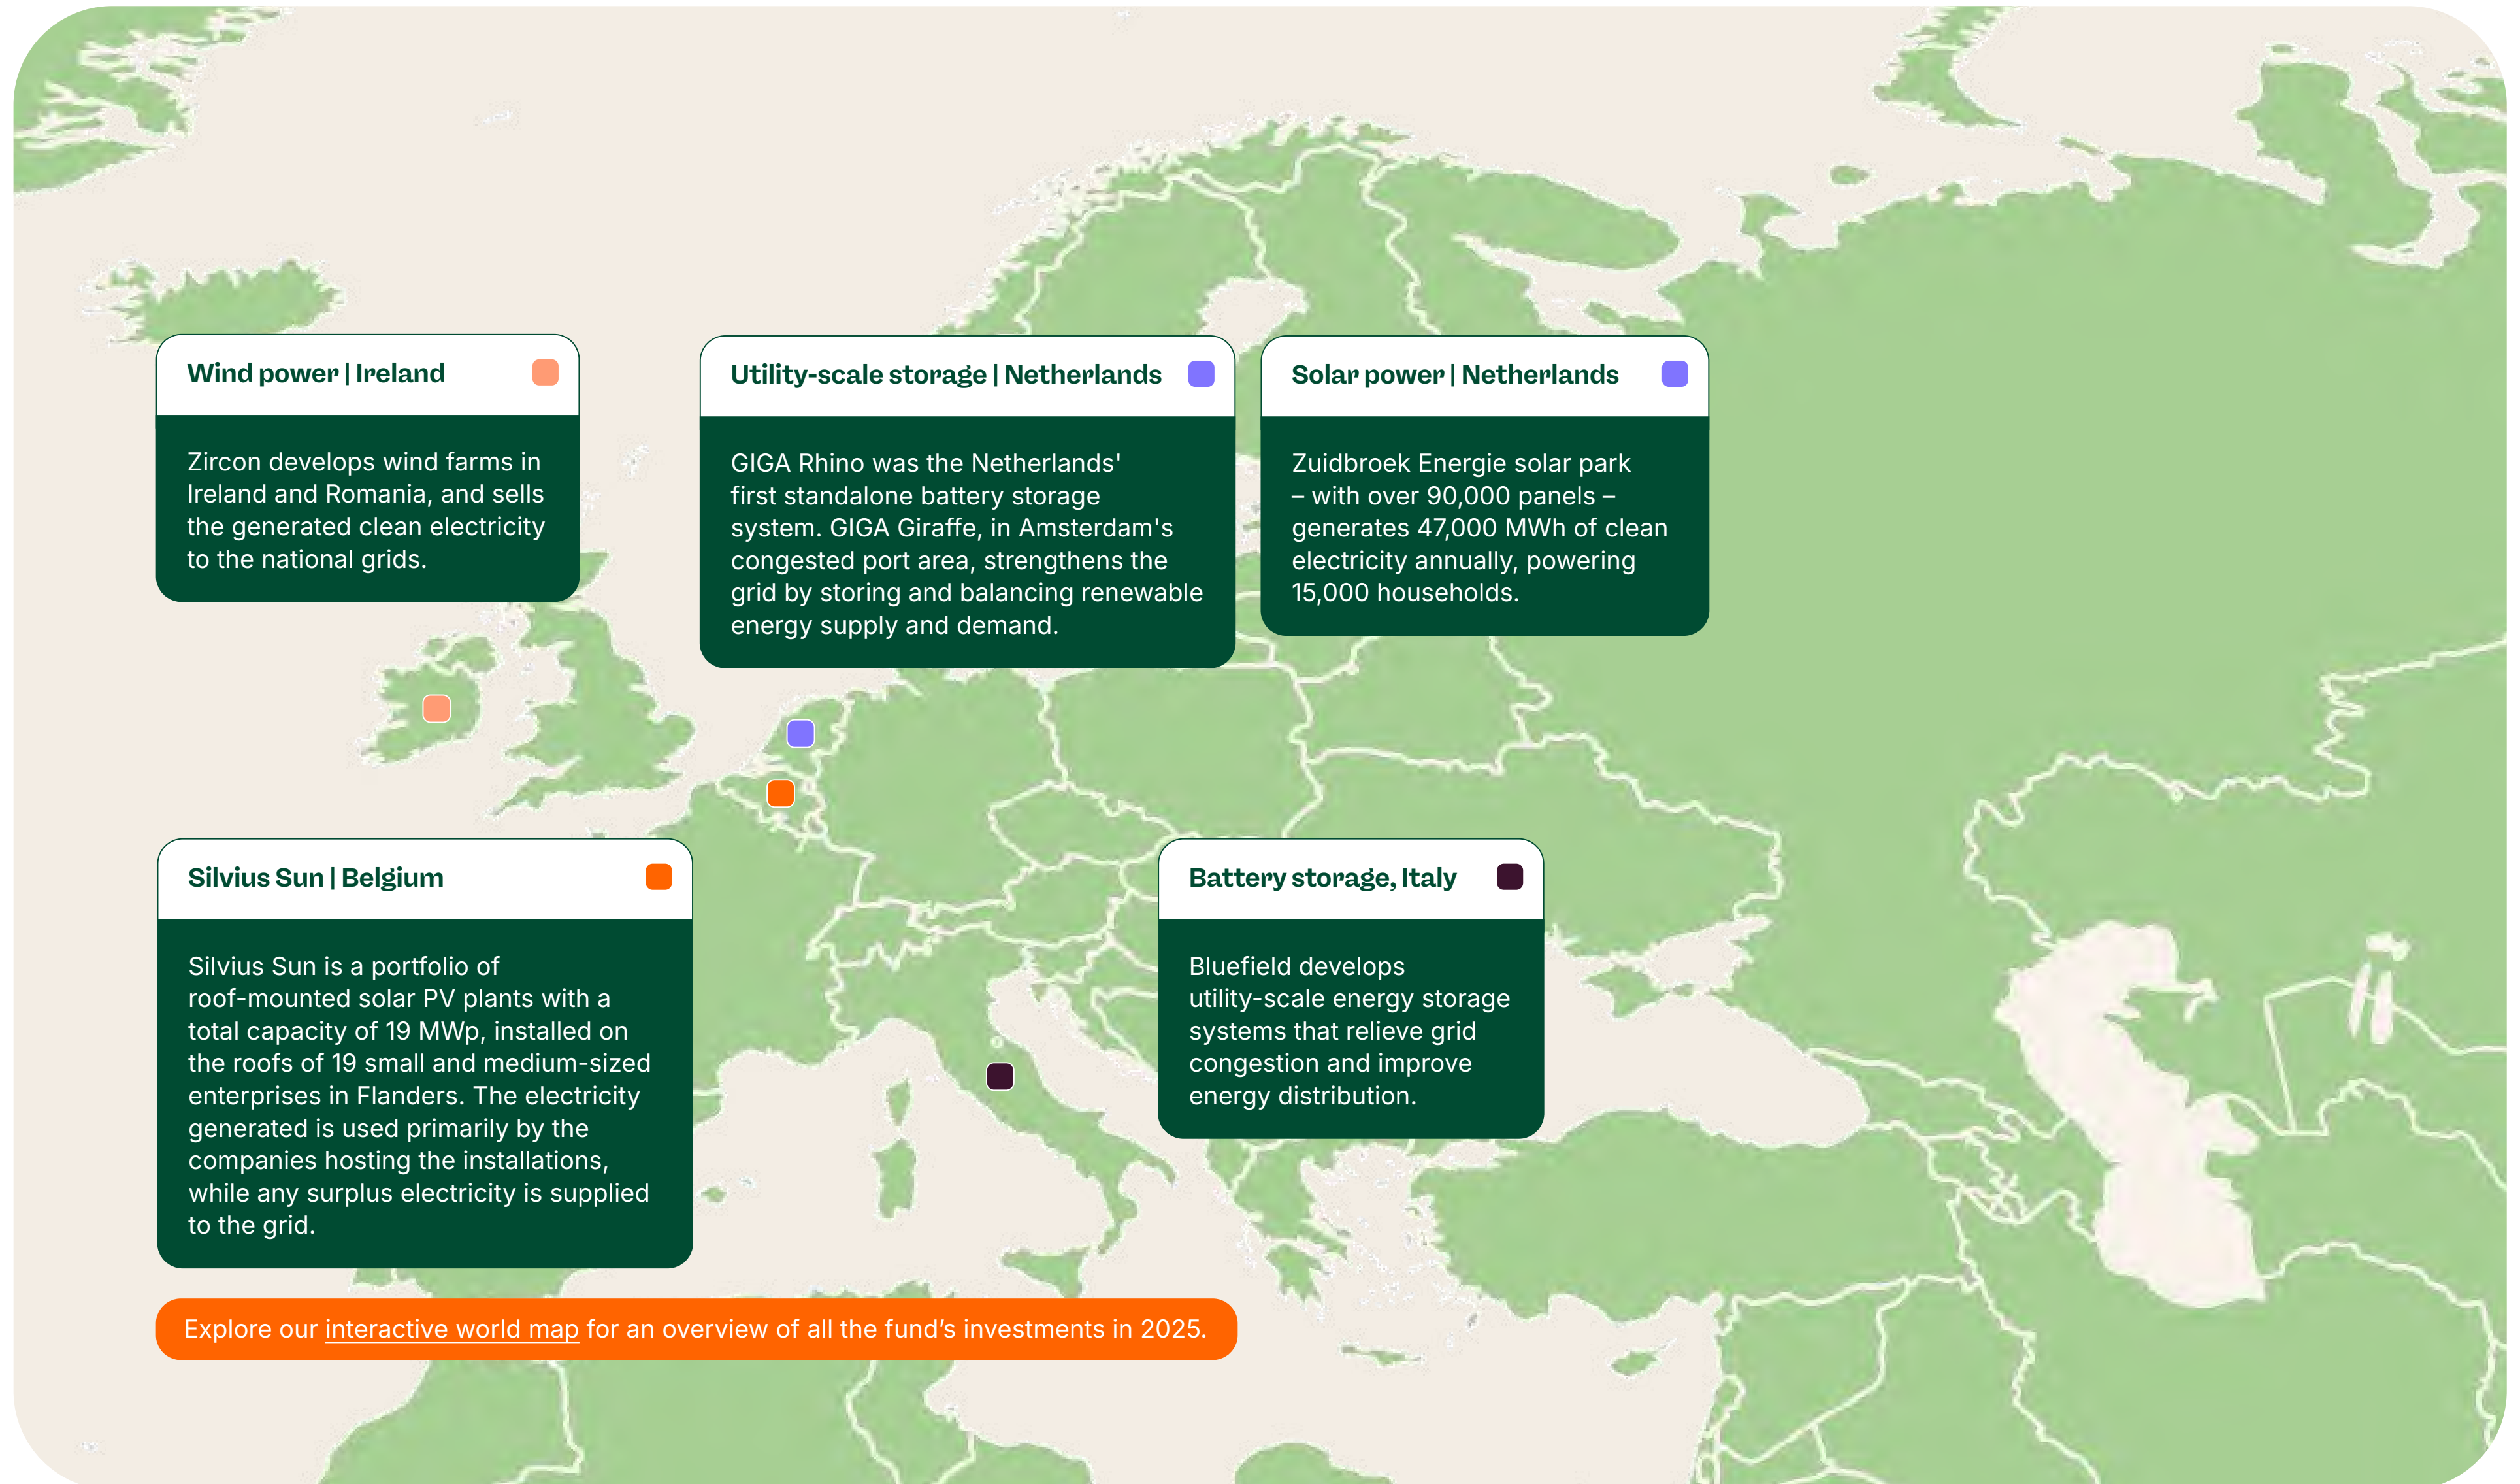 Wind power | Ireland
Zircon develops wind farms in
Ireland and Romania, and sells
the generated clean electricity
to the national grids.
Utility-scale storage | Netherlands
GIGA Rhino was the Netherlands'
first standalone battery storage
system. GIGA Giraffe, in Amsterdam's
congested port area, strengthens the
grid by storing and balancing renewable
energy supply and demand.
Solar power | Netherlands
Zuidbroek Energie solar park
– with over 90,000 panels –
generates 47,000 MWh of clean
electricity annually, powering
15,000 households.
Silvius Sun | Belgium
Silvius Sun is a portfolio of
roof-mounted solar PV plants with a
total capacity of 19 MWp, installed on
the roofs of 19 small and medium-sized
enterprises in Flanders. The electricity
generated is used primarily by the
companies hosting the installations,
while any surplus electricity is supplied
to the grid.
Battery storage, Italy
Bluefield develops
utility-scale energy storage
systems that relieve grid
congestion and improve
energy distribution.
Explore our interactive world map for an overview of all the fund’s investments in 2025.